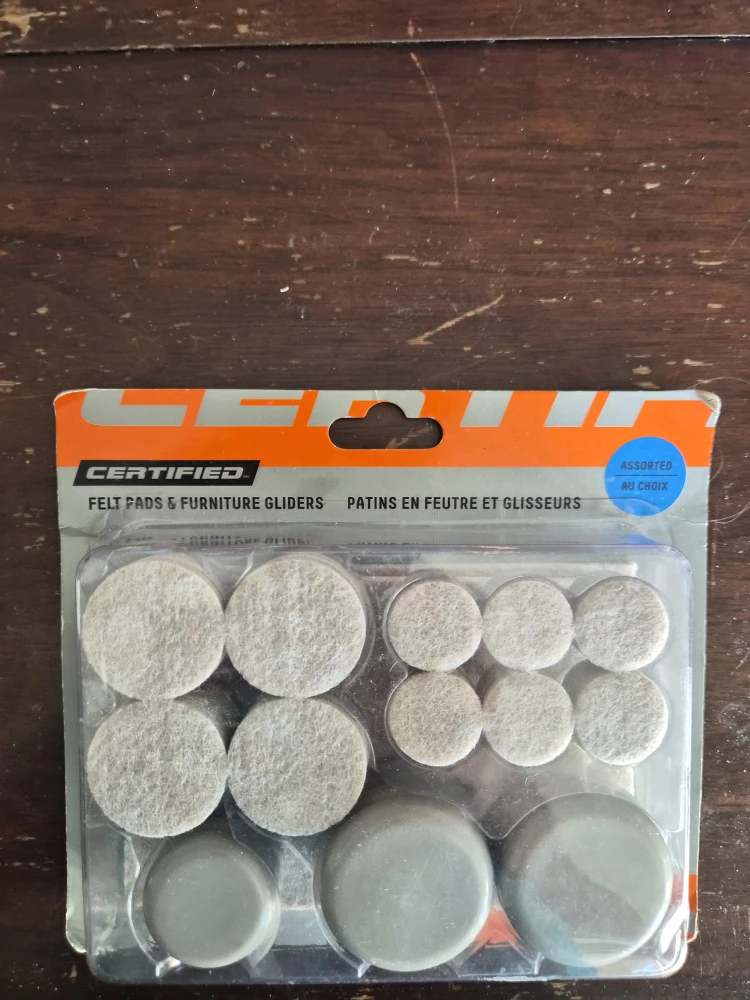 CERTIFIED
ASSORTED
AU CHOIX
FELT PADS & FURNITURE GLIDERS PATINS EN FEUTRE ET GLISSEURS